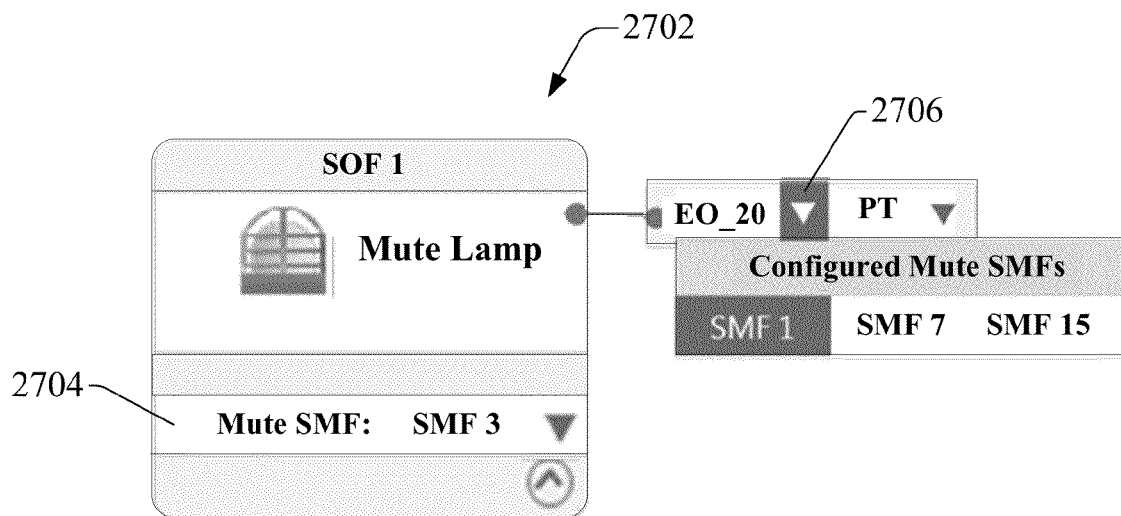 2702
2706
SOF 1
EO_20 PT
Mute Lamp
Configured Mute SMFs
SMF 1 SMF 7 SMF 15
2704
Mute SMF: SMF 3